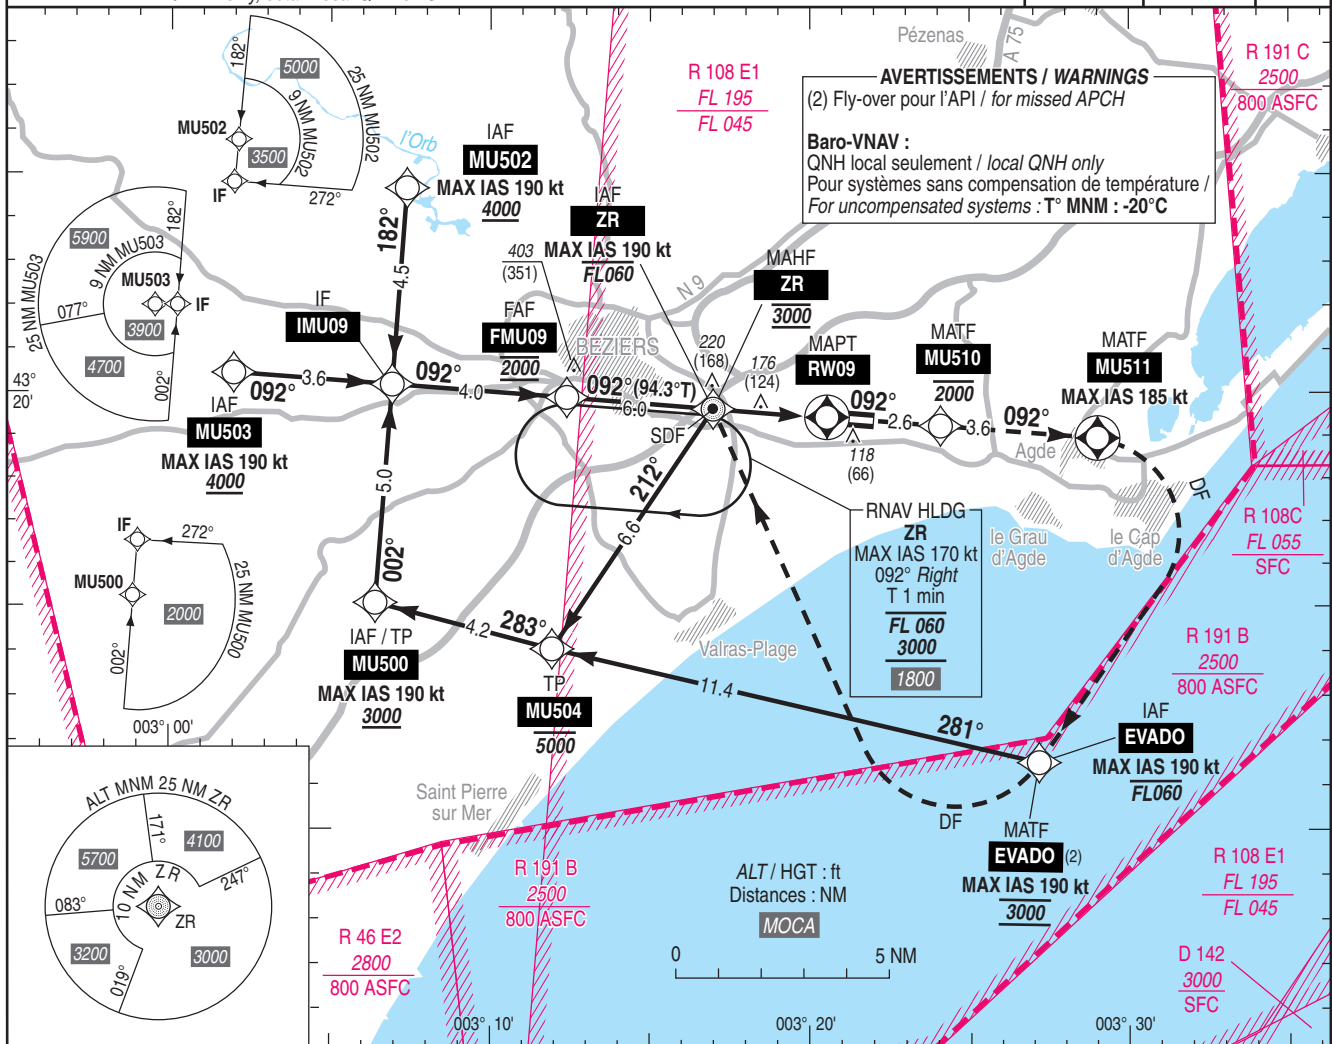 Pézenas
A 75
R 108 E1
FL 195
FL 045
R 191 C
2500
800 ASFC
AVERTISSEMENTS / WARNINGS
(2) Fly-over pour l'API / for missed APCH
Baro-VNAV :
QNH local seulement / local QNH only
Pour systèmes sans compensation de température /
For uncompensated systems : T° MNM : -20°C
182°
5000
25 NM MU502
9 NM MU502
MU502
3500
IF
272°
l'Orb
IAF
MU502
MAX IAS 190 kt
4000
IAF
ZR
MAX IAS 190 kt
FL060
5900
182°
9 NM MU503
25 NM MU503
MU503
IF
077°
3900
4700
002°
182°
4.5
403
(351)
N 9
MAHF
ZR
3000
IF
IMU09
FAF
FMU09
2000
BEZIERS
220
(168)
176
(124)
MAPT
RW09
MATF
MU510
2000
MATF
MU511
MAX IAS 185 kt
43°
20'
092°
3.6
092°
4.0
092° (94.3°T)
6.0
SDF
092°
2.6
3.6
092°
Agde
118
(66)
DF
IAF
MU503
MAX IAS 190 kt
4000
5.0
002°
212°
6.6
RNAV HLDG
ZR
MAX IAS 170 kt
092° Right
T 1 min
FL 060
3000
1800
le Grau
d'Agde
le Cap
d'Agde
R 108C
FL 055
SFC
IF
272°
MU500
2000
25 NM MU500
002°
003° 00'
IAF / TP
MU500
MAX IAS 190 kt
3000
4.2
283°
TP
MU504
5000
Valras-Plage
11.4
281°
R 191 B
2500
800 ASFC
IAF
EVADO
MAX IAS 190 kt
FL060
DF
MATF
EVADO (2)
MAX IAS 190 kt
3000
Saint Pierre
sur Mer
ALT MNM 25 NM ZR
171°
4100
5700
10 NM ZR
247°
083°
ZR
3200
3000
019°
R 191 B
2500
800 ASFC
R 46 E2
2800
800 ASFC
ALT / HGT : ft
Distances : NM
MOCA
0
5 NM
R 108 E1
FL 195
FL 045
D 142
3000
SFC
003° 10'
003° 20'
003° 30'